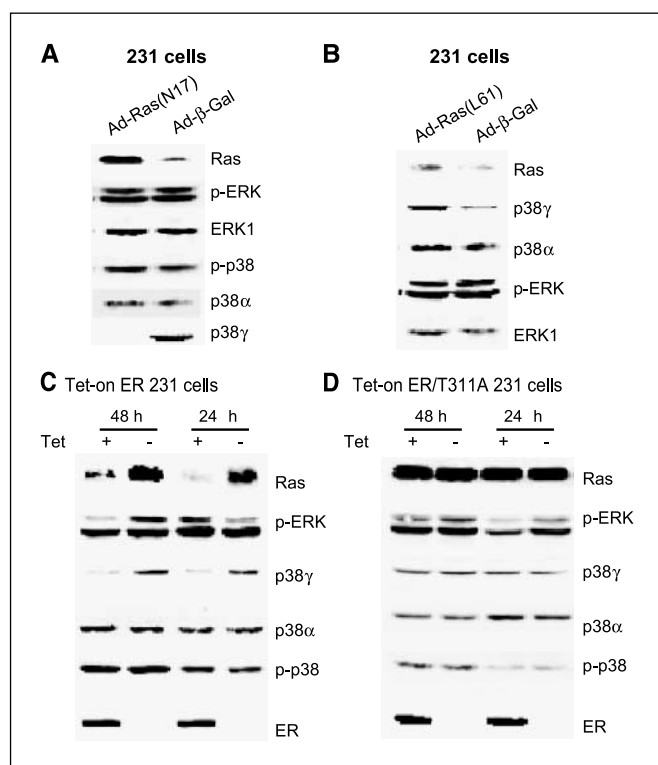 A 231 cells
Ad-Ras(N17)
Ad-β-Gal
Ras
p-ERK
ERK1
p-p38
p38α
p38γ
B 231 cells
Ad-Ras(L61)
Ad-β-Gal
Ras
p38γ
p38α
p-ERK
ERK1
C Tet-on ER 231 cells
48 h 24 h
Tet + - + -
Ras
p-ERK
p38γ
p38α
p-p38
ER
D Tet-on ER/T311A 231 cells
48 h 24 h
Tet + - + -
Ras
p-ERK
p38γ
p38α
p-p38
ER